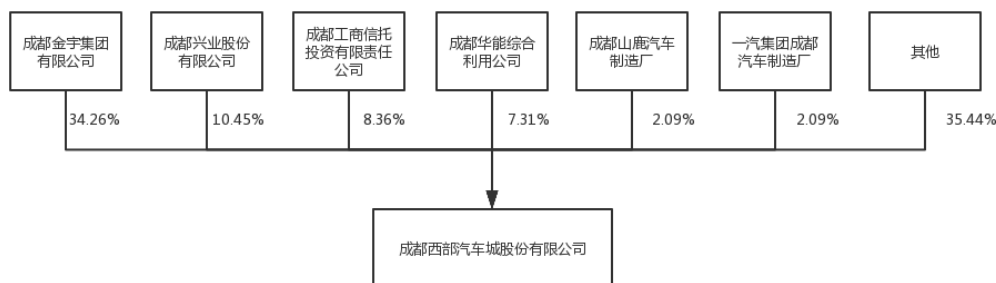 成都金宇集团
有限公司
成都兴业股份
有限公司
成都工商信托
投资有限责任
公司
成都华能综合
利用公司
成都山鹿汽车
制造厂
一汽集团成都
汽车制造厂
其他
34.26%
10.45%
8.36%
7.31%
2.09%
2.09%
35.44%
成都西部汽车城股份有限公司